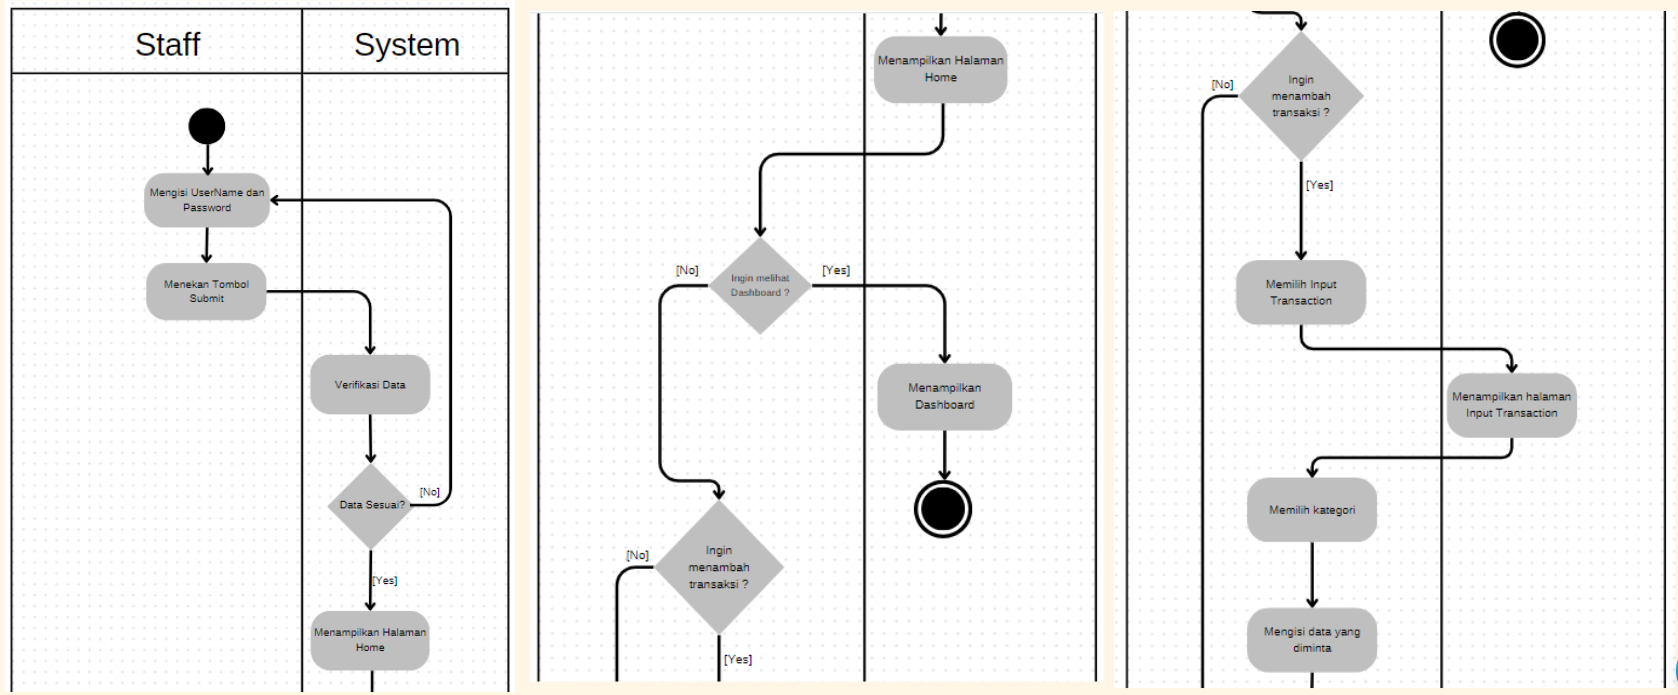 Staff
System
Mengisi UserName dan
Password
Menekan Tombol
Submit
Verifikasi Data
Data Sesuai?
[No]
[Yes]
Menampilkan Halaman
Home
Menampilkan Halaman
Home
[No]
Ingin melihat
Dashboard ?
[Yes]
Menampilkan
Dashboard
[No]
Ingin
menambah
transaksi ?
[Yes]
[No]
Ingin
menambah
transaksi ?
[Yes]
Memilih Input
Transaction
Menampilkan halaman
Input Transaction
Memilih kategori
Mengisi data yang
diminta